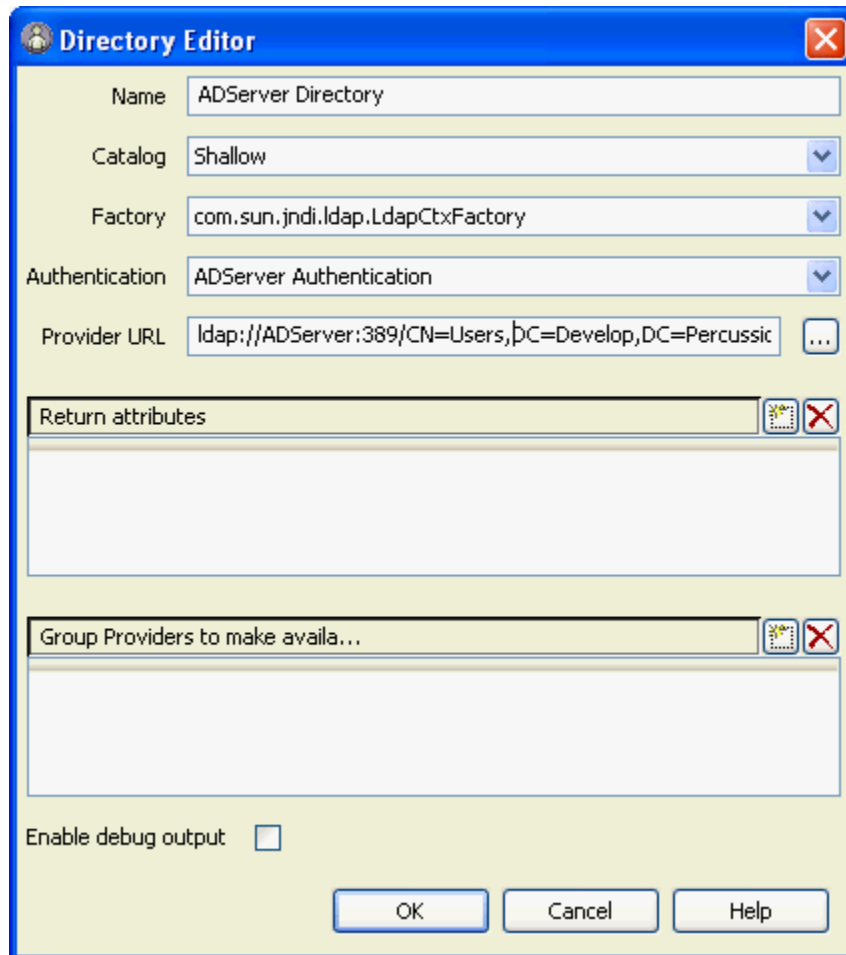 Directory Editor
Name ADServer Directory
Catalog Shallow
Factory com.sun.jndi.ldap.LdapCtxFactory
Authentication ADServer Authentication
Provider URL ldap://ADServer:389/CN=Users,DC=Develop,DC=Percussic ...
Return attributes
Group Providers to make availa...
Enable debug output
OK Cancel Help